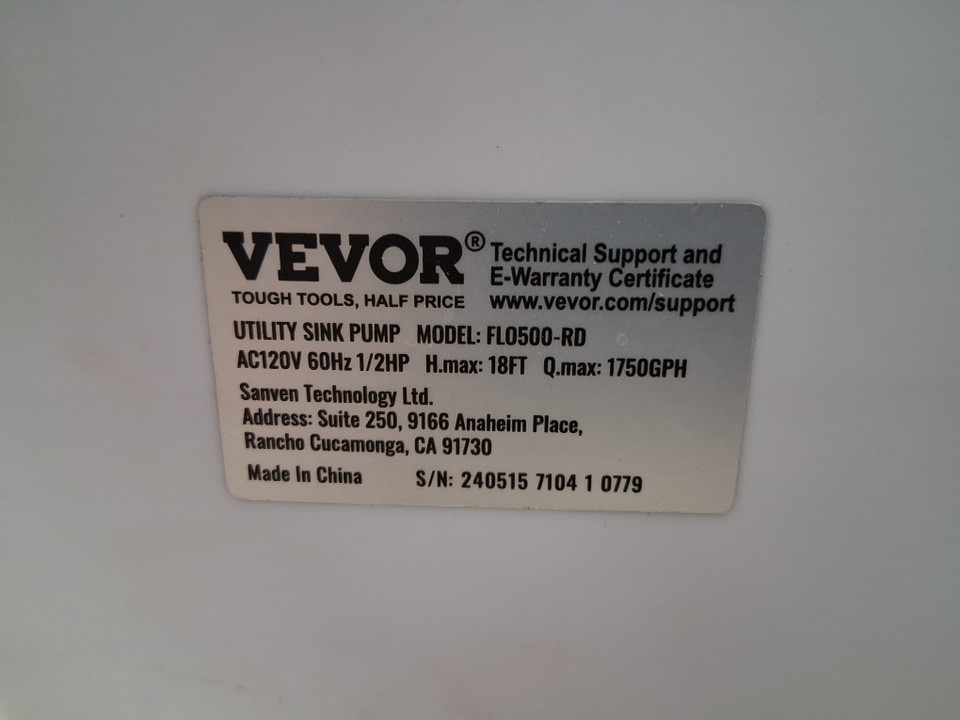 VEVOR®
TOUGH TOOLS, HALF PRICE
Technical Support and
E-Warranty Certificate
www.vevor.com/support
UTILITY SINK PUMP MODEL: FLO500-RD
AC120V 60Hz 1/2HP H.max: 18FT Q.max: 1750GPH
Sanven Technology Ltd.
Address: Suite 250, 9166 Anaheim Place,
Rancho Cucamonga, CA 91730
Made In China S/N: 240515 7104 1 0779